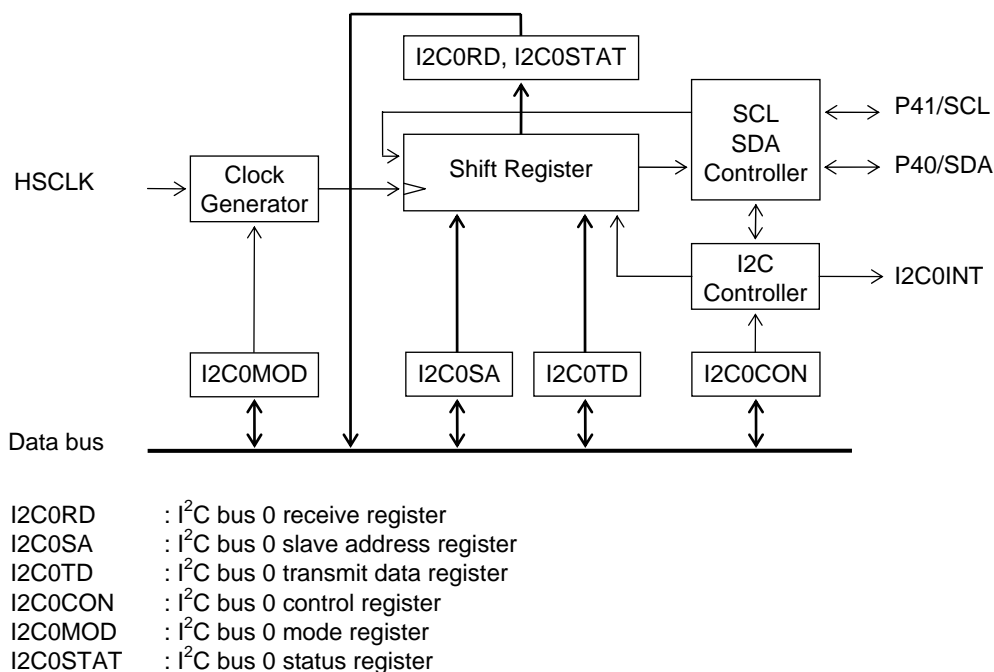 I2C0RD, I2C0STAT
SCL
SDA
Controller
P41/SCL
P40/SDA
HSCLK
Clock
Generator
Shift Register
I2C
Controller
I2C0INT
I2C0MOD
I2C0SA
I2C0TD
I2C0CON
Data bus
I2C0RD : I²C bus 0 receive register
I2C0SA : I²C bus 0 slave address register
I2C0TD : I²C bus 0 transmit data register
I2C0CON : I²C bus 0 control register
I2C0MOD : I²C bus 0 mode register
I2C0STAT : I²C bus 0 status register